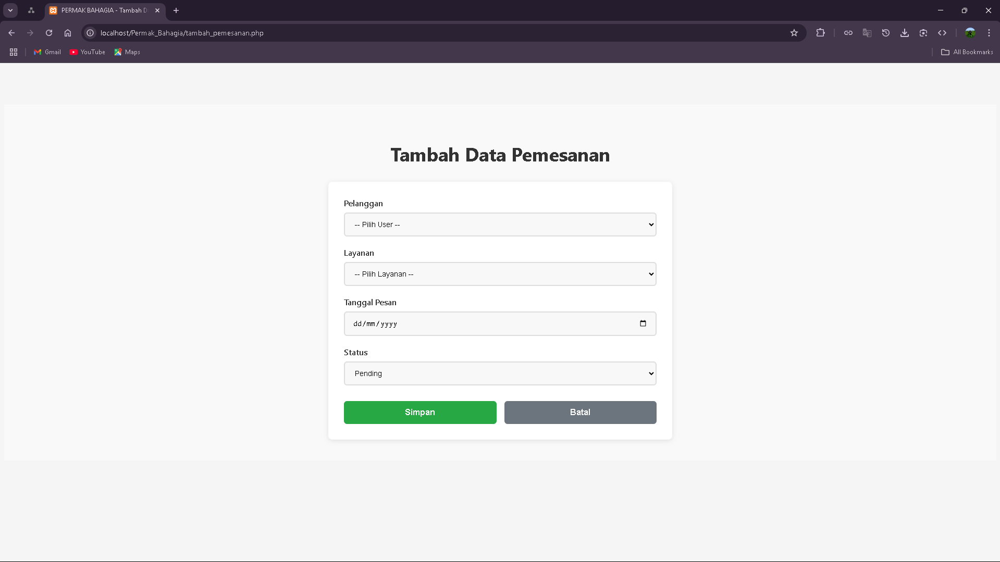 PERMAK BAHAGIA - Tambah D
localhost/Permak_Bahagia/tambah_pemesanan.php
Gmail
YouTube
Maps
All Bookmarks
Tambah Data Pemesanan
Pelanggan
-- Pilih User --
Layanan
-- Pilih Layanan --
Tanggal Pesan
dd/mm/yyyy
Status
Pending
Simpan
Batal